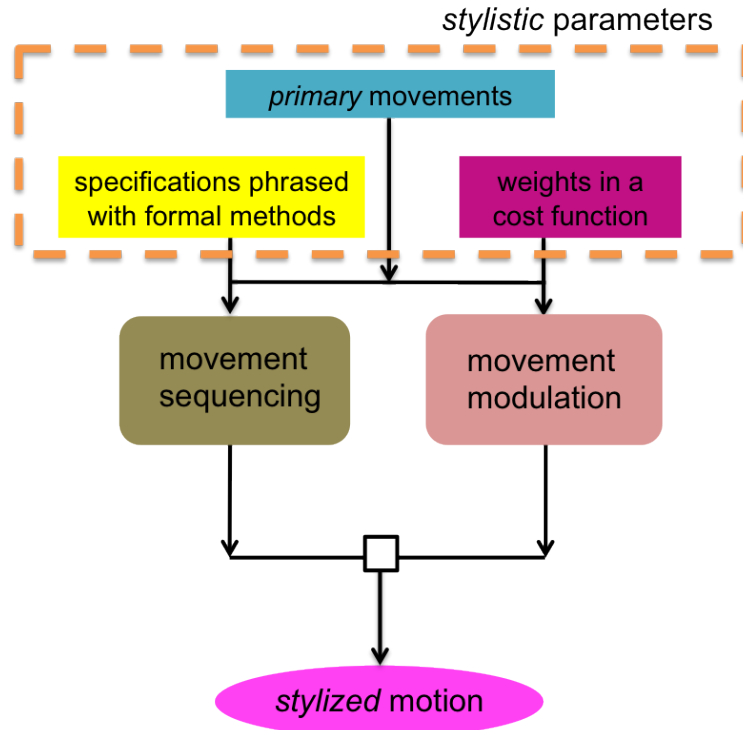 stylistic parameters
primary movements
specifications phrased
with formal methods
weights in a
cost function
movement
sequencing
movement
modulation
stylized motion